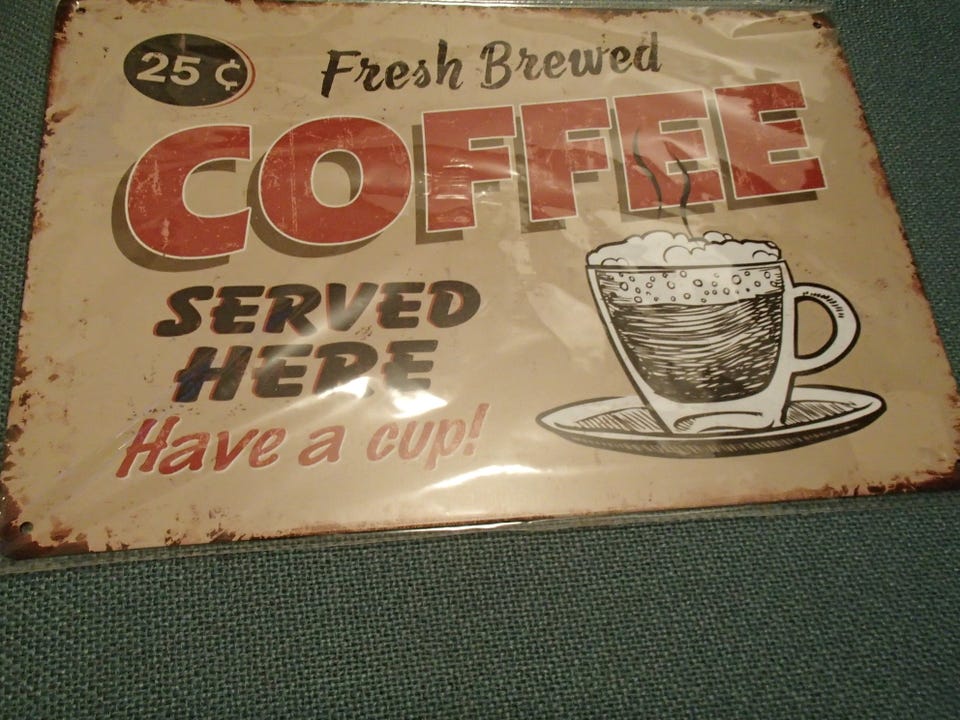 25 ¢
Fresh Brewed
COFFEE
SERVED
HERE
Have a cup!